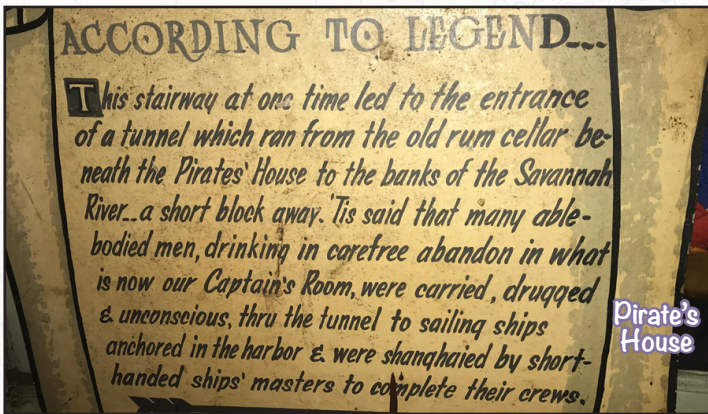 ACCORDING TO LEGEND...
This stairway at one time led to the entrance
of a tunnel which ran from the old rum cellar be-
neath the Pirates' House to the banks of the Savannah
River...a short block away. 'Tis said that many able-
bodied men, drinking in carefree abandon in what
is now our Captain's Room, were carried, drugged
& unconscious, thru the tunnel to sailing ships
anchored in the harbor & were shanghaied by short-
handed ships' masters to complete their crews.
Pirate's
House